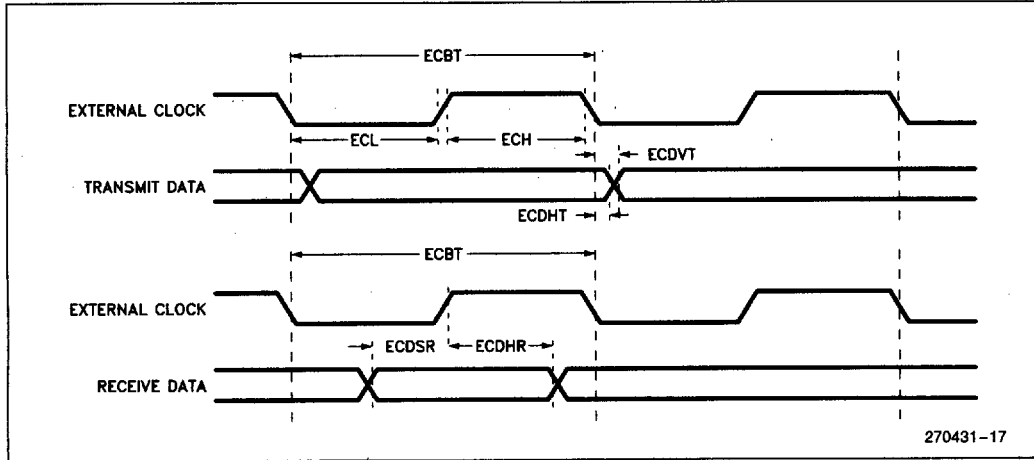 ECBT
EXTERNAL CLOCK
ECL
ECH
ECDVT
TRANSMIT DATA
ECDHT
ECBT
EXTERNAL CLOCK
ECDSR
ECDHR
RECEIVE DATA
270431–17